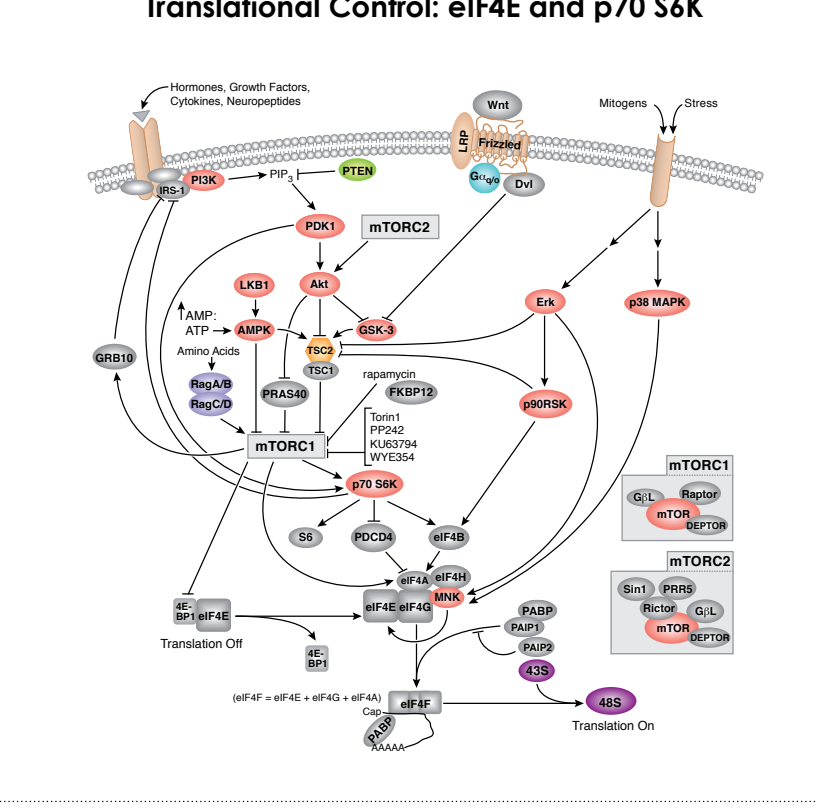 Translational Control: eIF4E and p70 S6K
Hormones, Growth Factors,
Cytokines, Neuropeptides
Wnt
Mitogens
Stress
LRP
Frizzled
IRS-1
PI3K
PIP3
PTEN
Gαq/o
Dvl
PDK1
mTORC2
LKB1
Akt
Erk
p38 MAPK
AMP:
ATP
AMPK
GSK-3
TSC2
TSC1
GRB10
Amino Acids
RagA/B
RagC/D
PRAS40
rapamycin
FKBP12
p90RSK
Torin1
PP242
KU63794
WYE354
mTORC1
p70 S6K
S6
PDCD4
eIF4B
mTORC1
GβL
Raptor
mTOR
DEPTOR
mTORC2
Sin1
PRR5
Rictor
GβL
mTOR
DEPTOR
eIF4A
eIF4H
MNK
eIF4E
eIF4G
4E-
BP1
eIF4E
Translation Off
4E-
BP1
PABP
PAIP1
PAIP2
43S
(eIF4F = eIF4E + eIF4G + eIF4A)
eIF4F
48S
Cap
PABP
AAAAA
Translation On